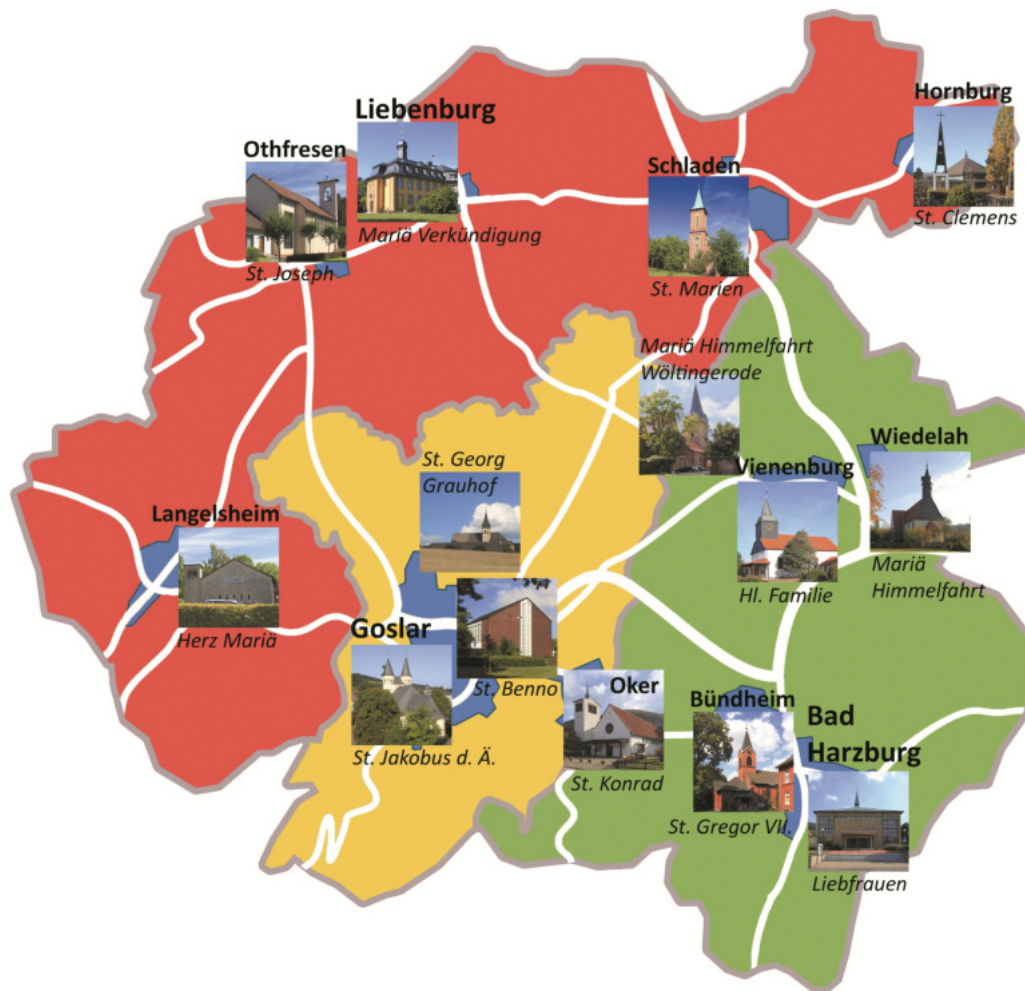 Hornburg
St. Clemens
Liebenburg
Mariä Verkündigung
Othfresen
St. Joseph
Schladen
St. Marien
Mariä Himmelfahrt
Wöltingerode
St. Georg
Grauhof
Vienenburg
Hl. Familie
Wiedelah
Mariä
Himmelfahrt
Langelsheim
Herz Mariä
Goslar
St. Jakobus d. Ä.
St. Benno
Oker
St. Konrad
Bündheim
St. Gregor VII.
Bad
Harzburg
Liebfrauen